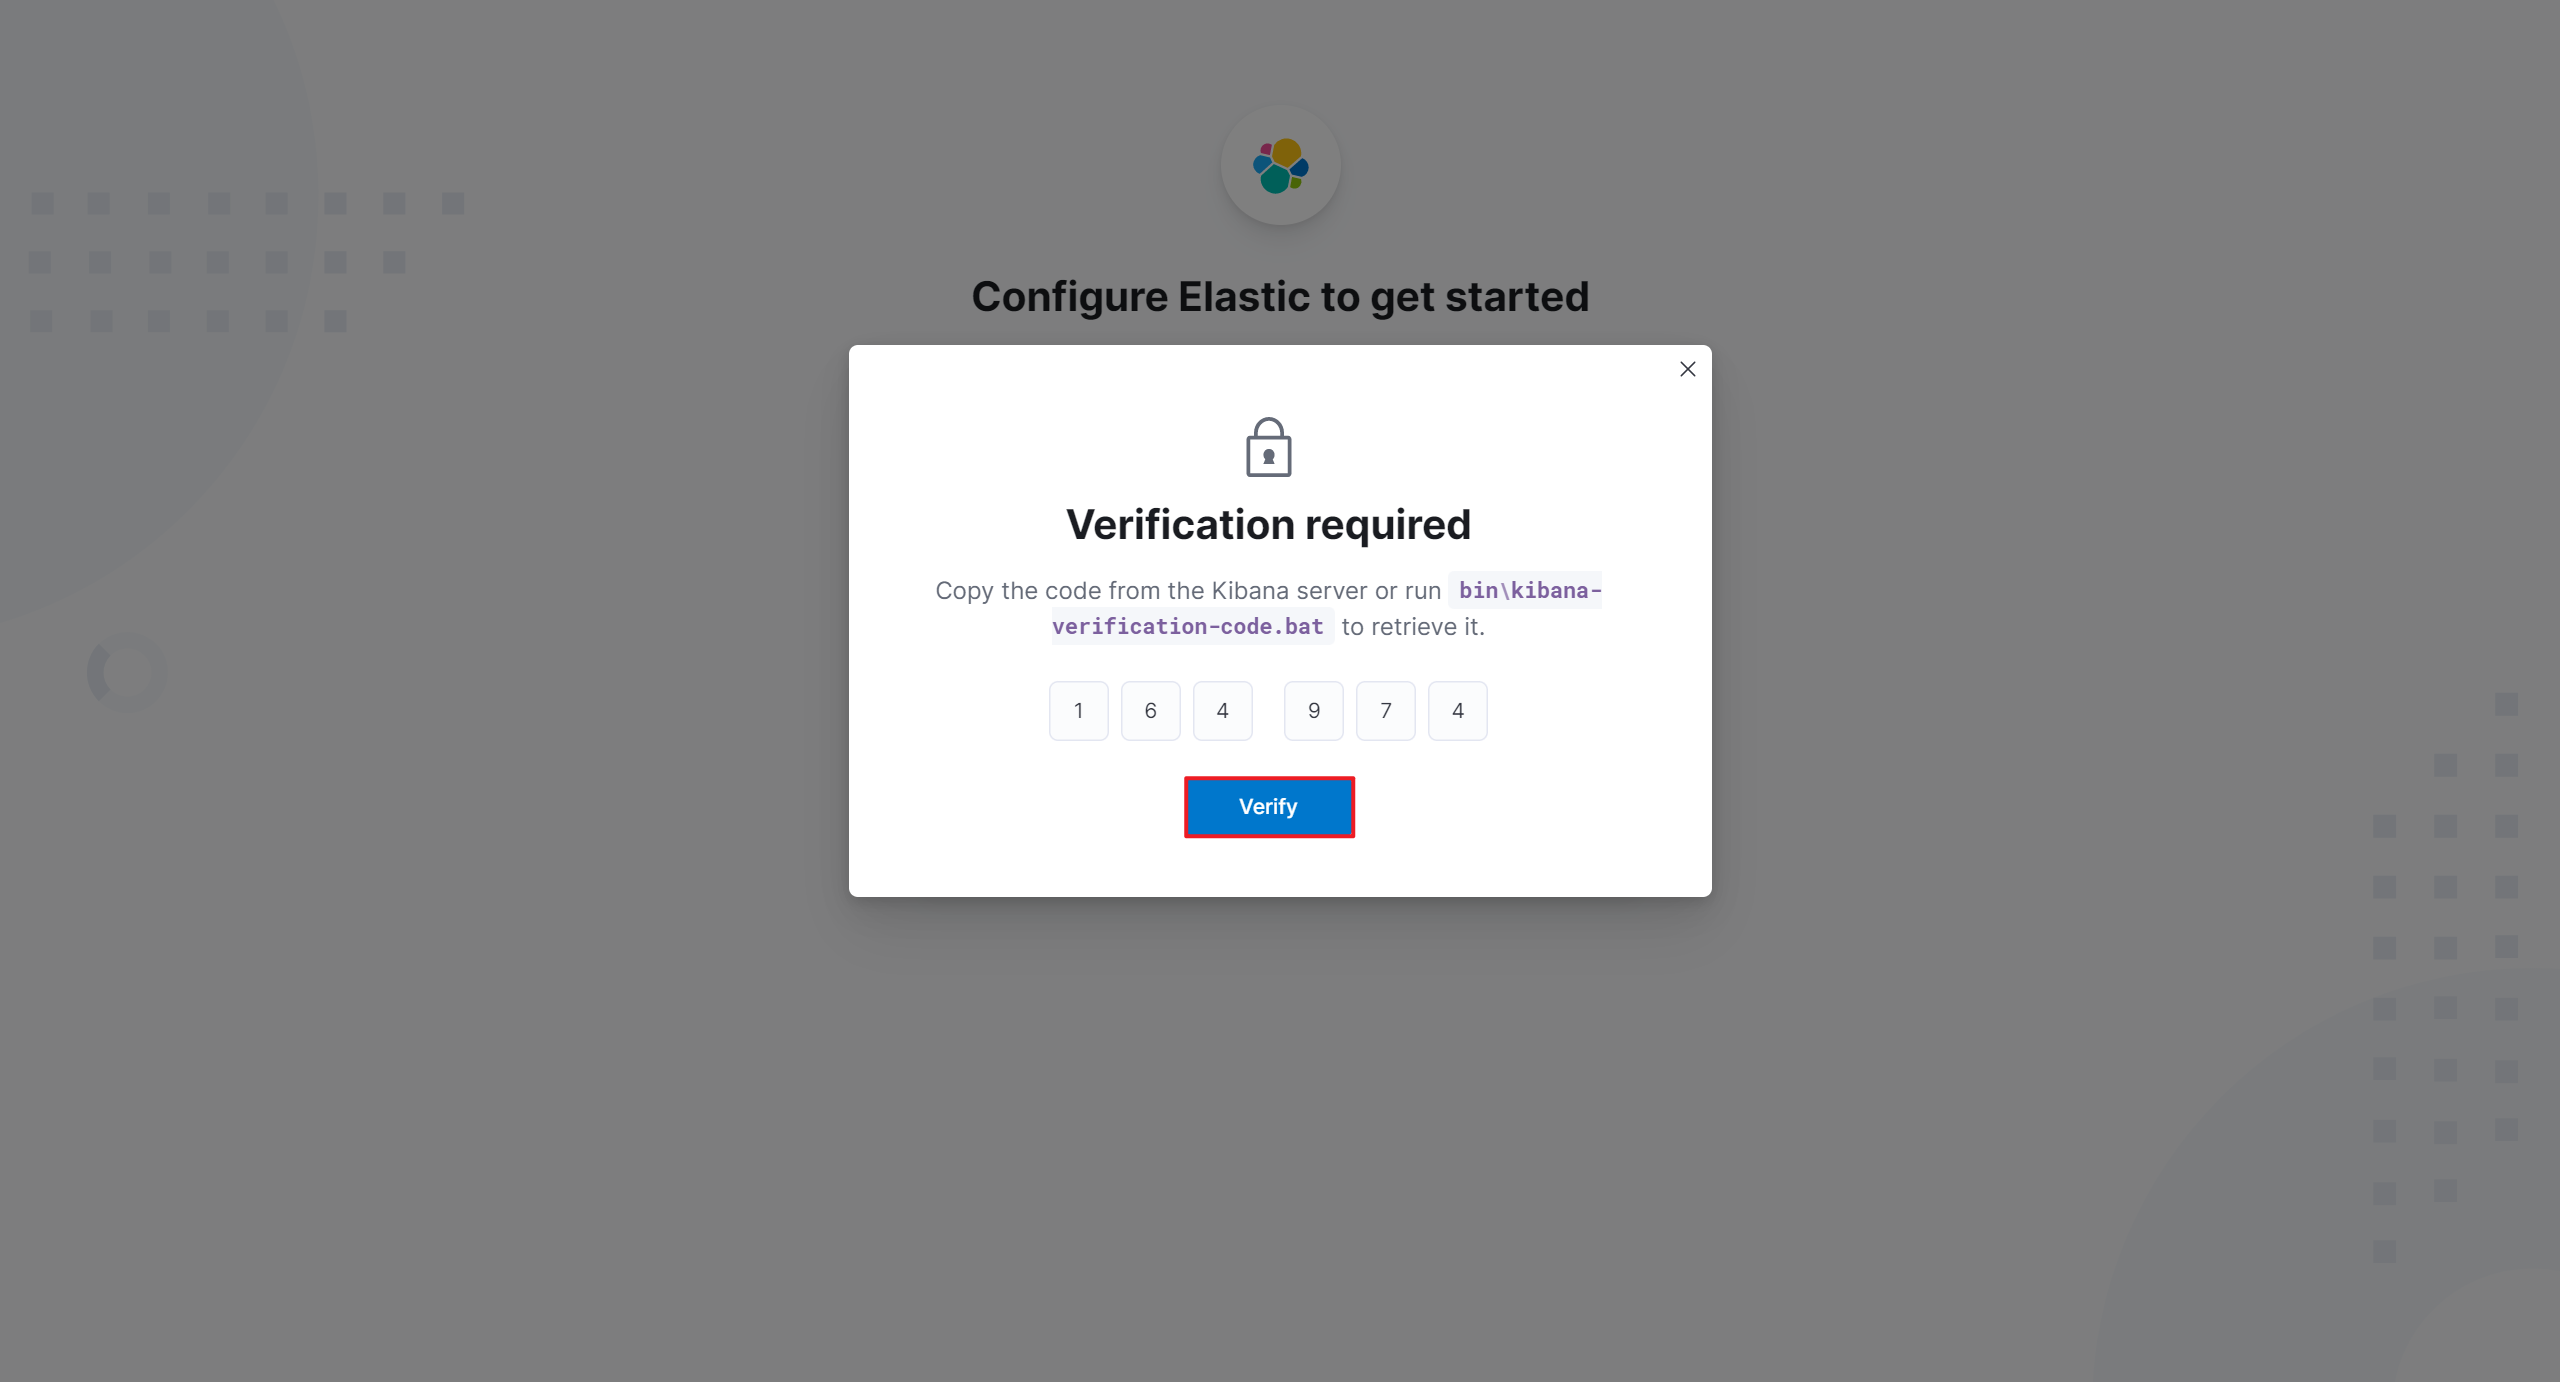 Configure Elastic to get started
Verification required
Copy the code from the Kibana server or run bin\kibana-
verification-code.bat to retrieve it.
1 6 4 9 7 4
Verify